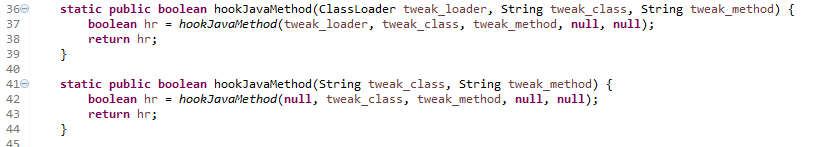 36 static public boolean hookJavaMethod(ClassLoader tweak_loader, String tweak_class, String tweak_method) {
37 boolean hr = hookJavaMethod(tweak_loader, tweak_class, tweak_method, null, null);
38 return hr;
39 }
40
41 static public boolean hookJavaMethod(String tweak_class, String tweak_method) {
42 boolean hr = hookJavaMethod(null, tweak_class, tweak_method, null, null);
43 return hr;
44 }
45